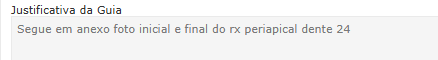 Justificativa da Guia
Segue em anexo foto inicial e final do rx periapical dente 24